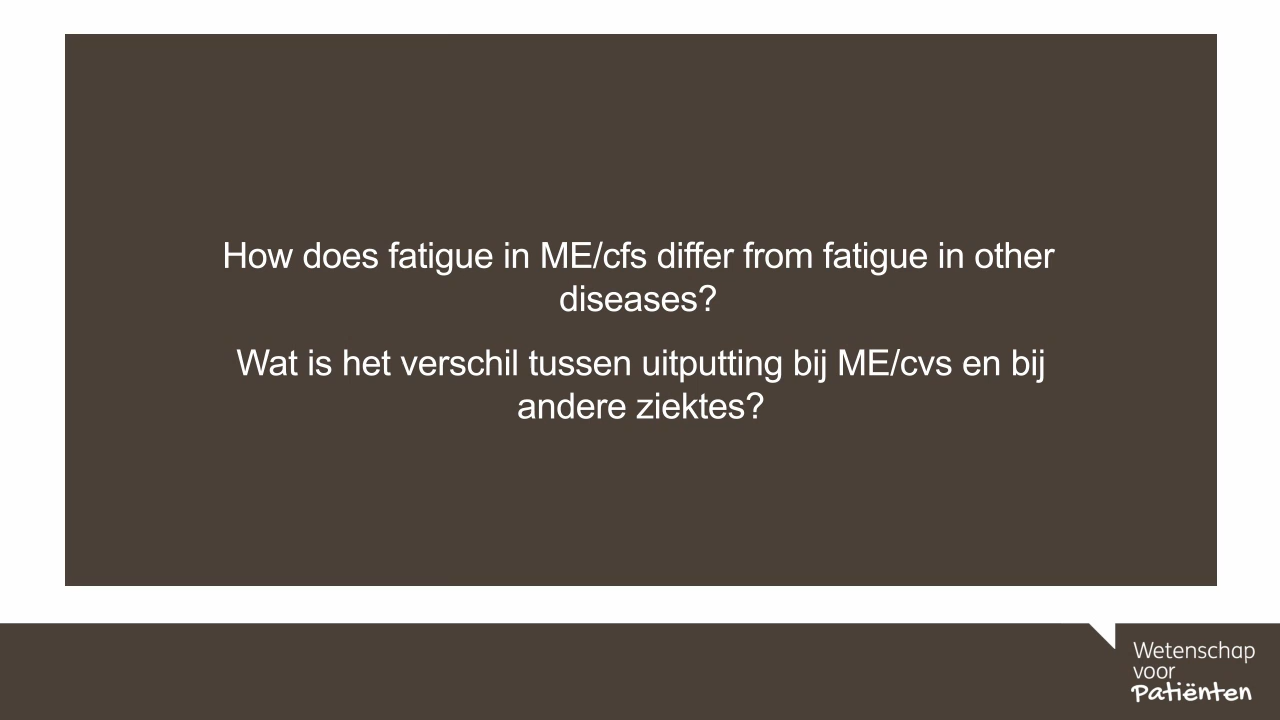 How does fatigue in ME/cfs differ from fatigue in other
diseases?
Wat is het verschil tussen uitputting bij ME/cvs en bij
andere ziektes?
Wetenschap
voor
Patiënten